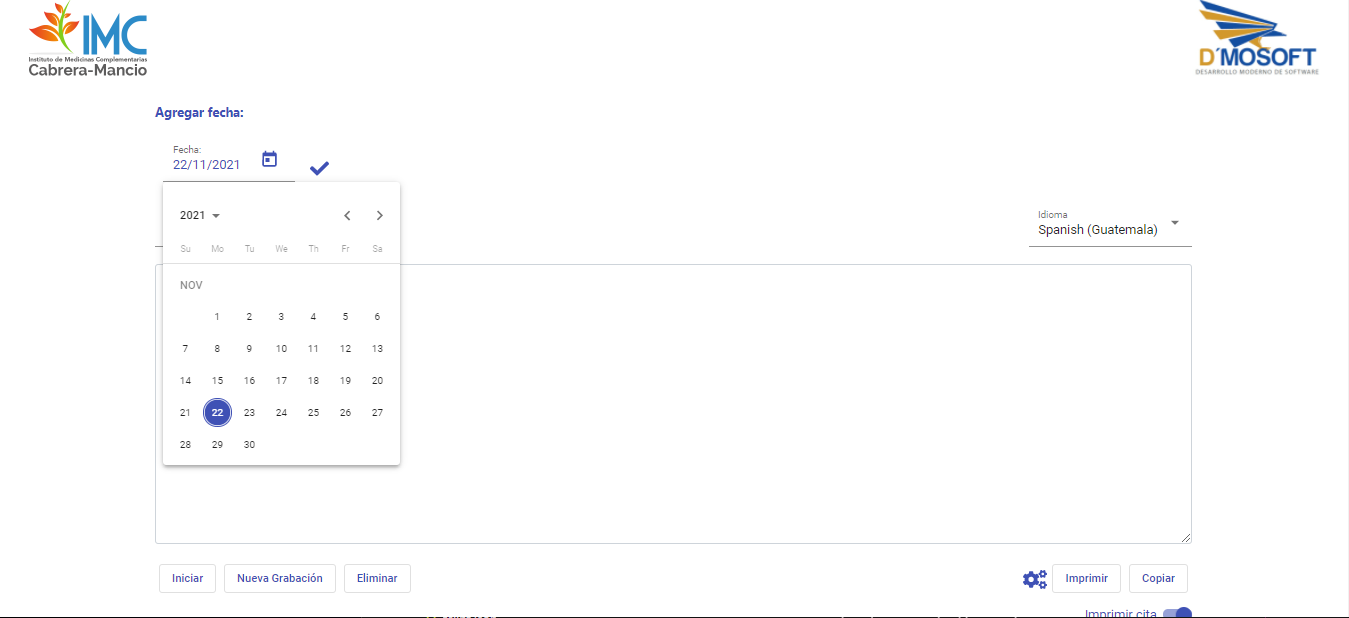 IMC
Instituto de Medicinas Complementarias
Cabrera-Mancio
D´MOSOFT
DESARROLLO MODERNO DE SOFTWARE
Agregar fecha:
Fecha:
22/11/2021
2021
Su Mo Tu We Th Fr Sa
NOV
1 2 3 4 5 6
7 8 9 10 11 12 13
14 15 16 17 18 19 20
21 22 23 24 25 26 27
28 29 30
Idioma
Spanish (Guatemala)
Iniciar Nueva Grabación Eliminar Imprimir Copiar
Imprimir cita